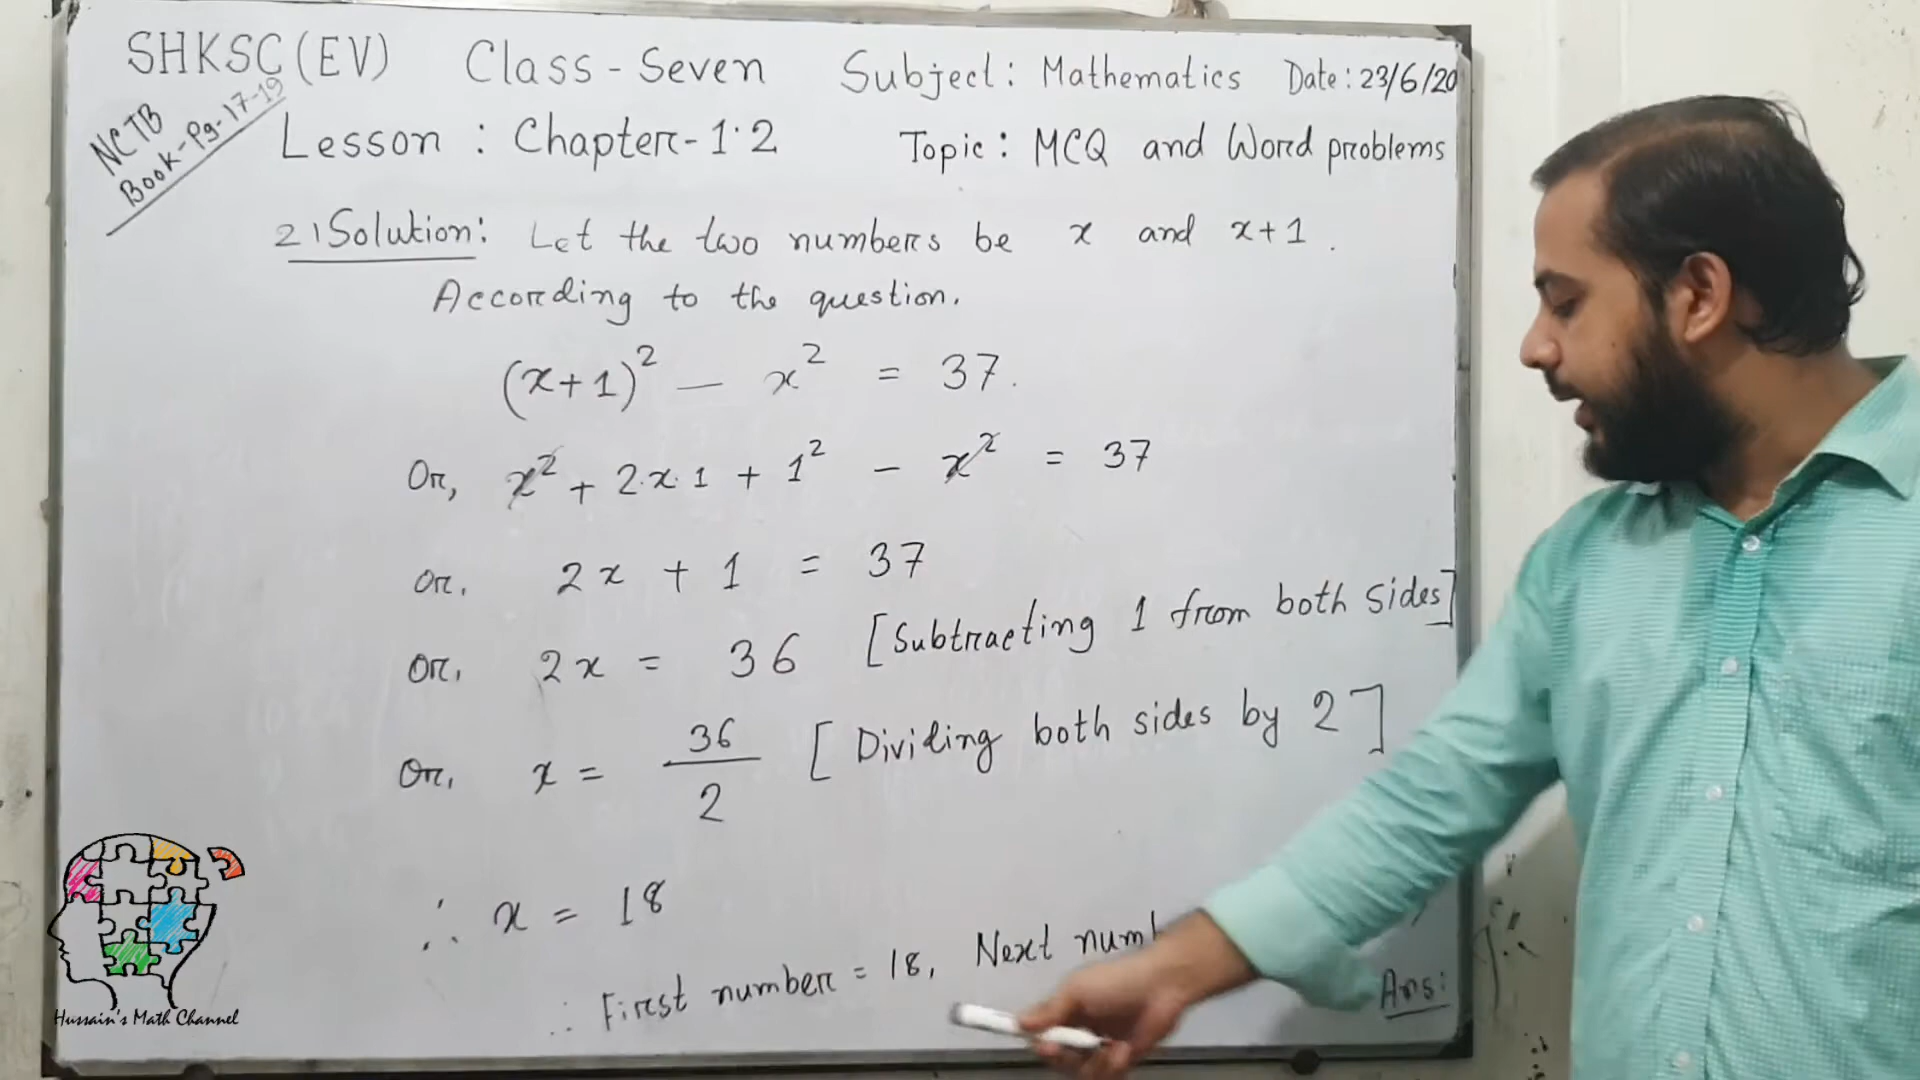 SHKSC (EV) Class - Seven Subject: Mathematics Date: 23/6/20
NCTB
Book-Pg-17-19
Lesson : Chapter-1.2 Topic: MCQ and Word problems
2) Solution: Let the two numbers be x and x+1.
According to the question.
(x+1)² — x² = 37.
Or, x² + 2.x.1 + 1² - x² = 37
Or, 2x + 1 = 37
Or, 2x = 36 [Subtracting 1 from both sides]
Or, x = 36/2 [Dividing both sides by 2]
∴ x = 18
∴ First number = 18, Next num
Ans:
Hussain's Math Channel